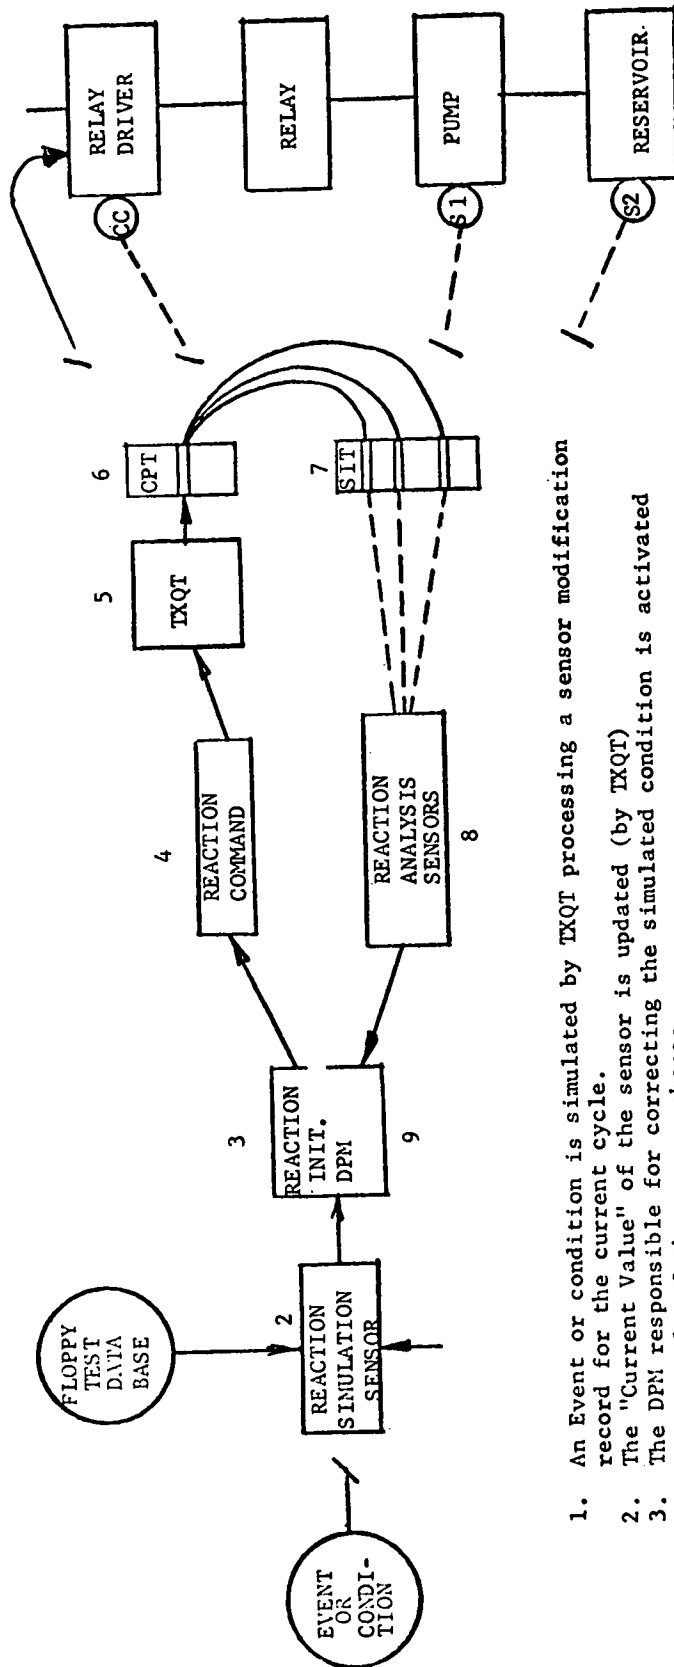 FLOPPY
TEST
DATA
BASE
EVENT
OR
CONDI-
TION
2
REACTION
SIMULATION
SENSOR
3
REACTION
INIT.
DPM
9
4
REACTION
COMMAND
5
TXQT
6
CPT
7
SIT
REACTION
ANALYSIS
SENSORS
8
RELAY
DRIVER
CC
RELAY
PUMP
S1
RESERVOIR
S2
1. An Event or condition is simulated by TXQT processing a sensor modification
record for the current cycle.
2. The "Current Value" of the sensor is updated (by TXQT)
3. The DPM responsible for correcting the simulated condition is activated